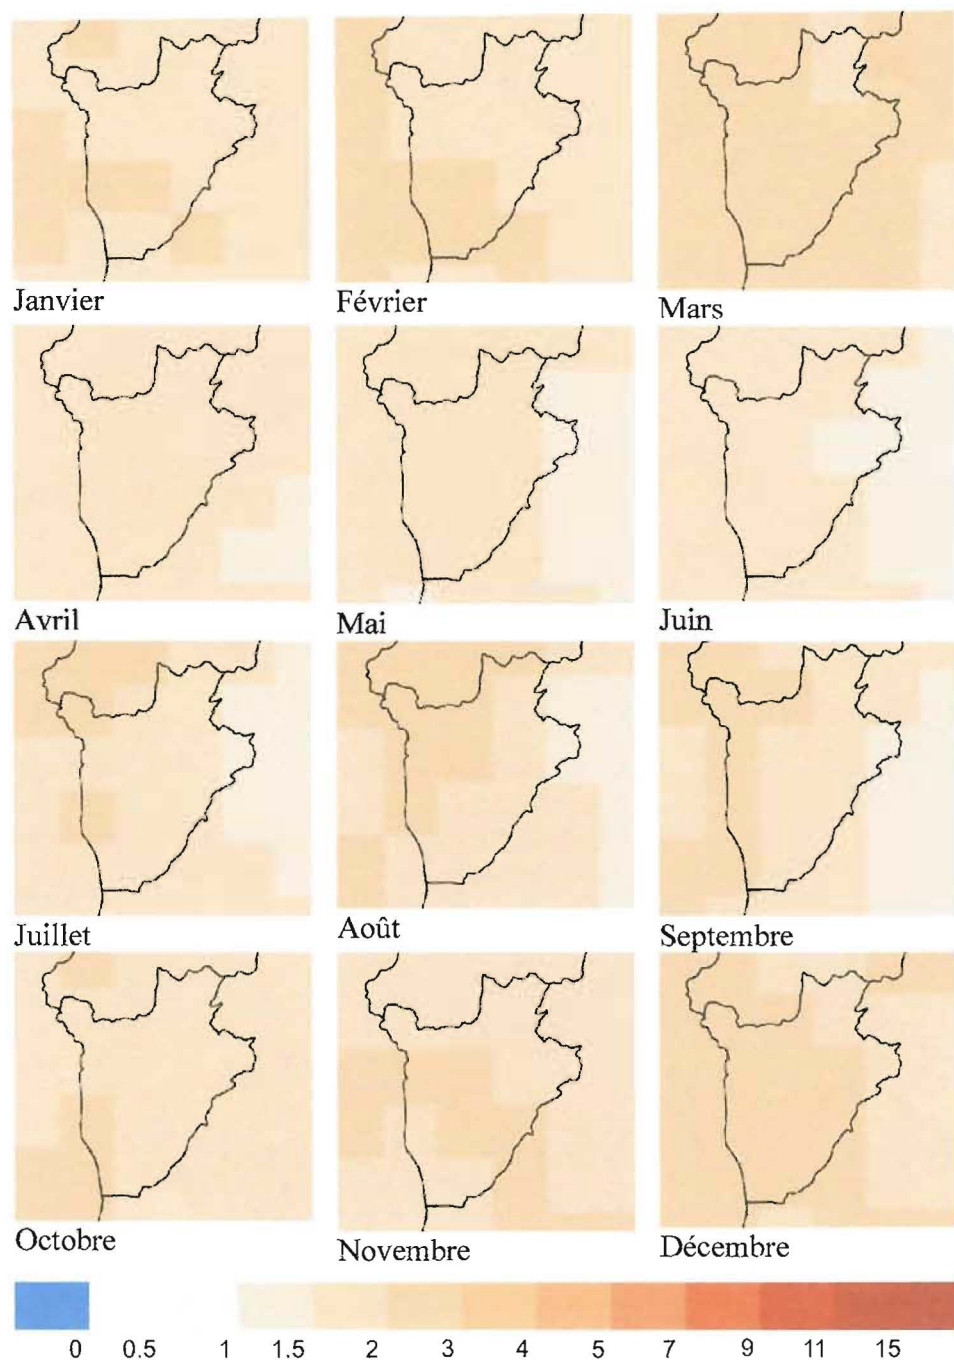 Janvier
Février
Mars
Avril
Mai
Juin
Juillet
Août
Septembre
Octobre
Novembre
Décembre
0 0.5 1 1.5 2 3 4 5 7 9 11 15